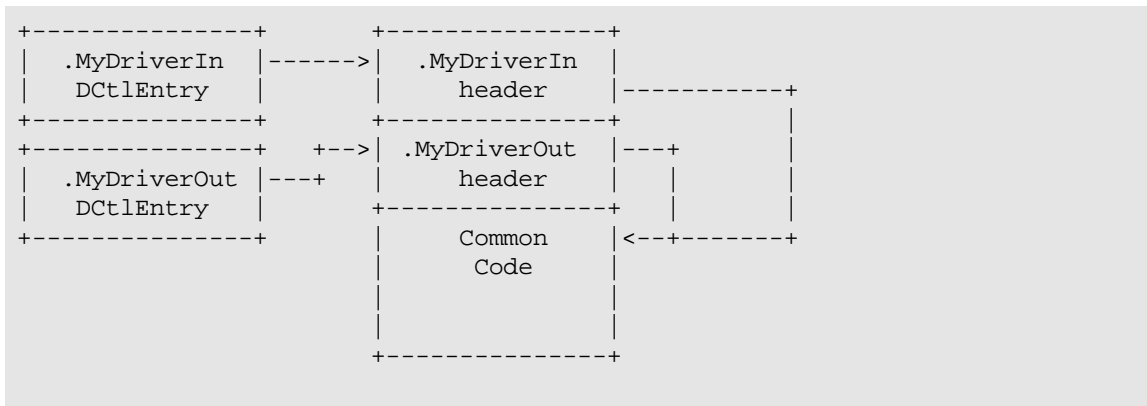 +---------------+       +---------------+
|   .MyDriverIn  |------>|  .MyDriverIn  |
|    DCtlEntry   |       |     header    |-----------+
+---------------+       +---------------+           |
+---------------+   +-->| .MyDriverOut  |---+       |
|   .MyDriverOut |---+   |     header    |   |       |
|    DCtlEntry   |       +---------------+   |       |
+---------------+       |     Common    |<--+-------+
                        |      Code     |
                        |               |
                        |               |
                        +---------------+